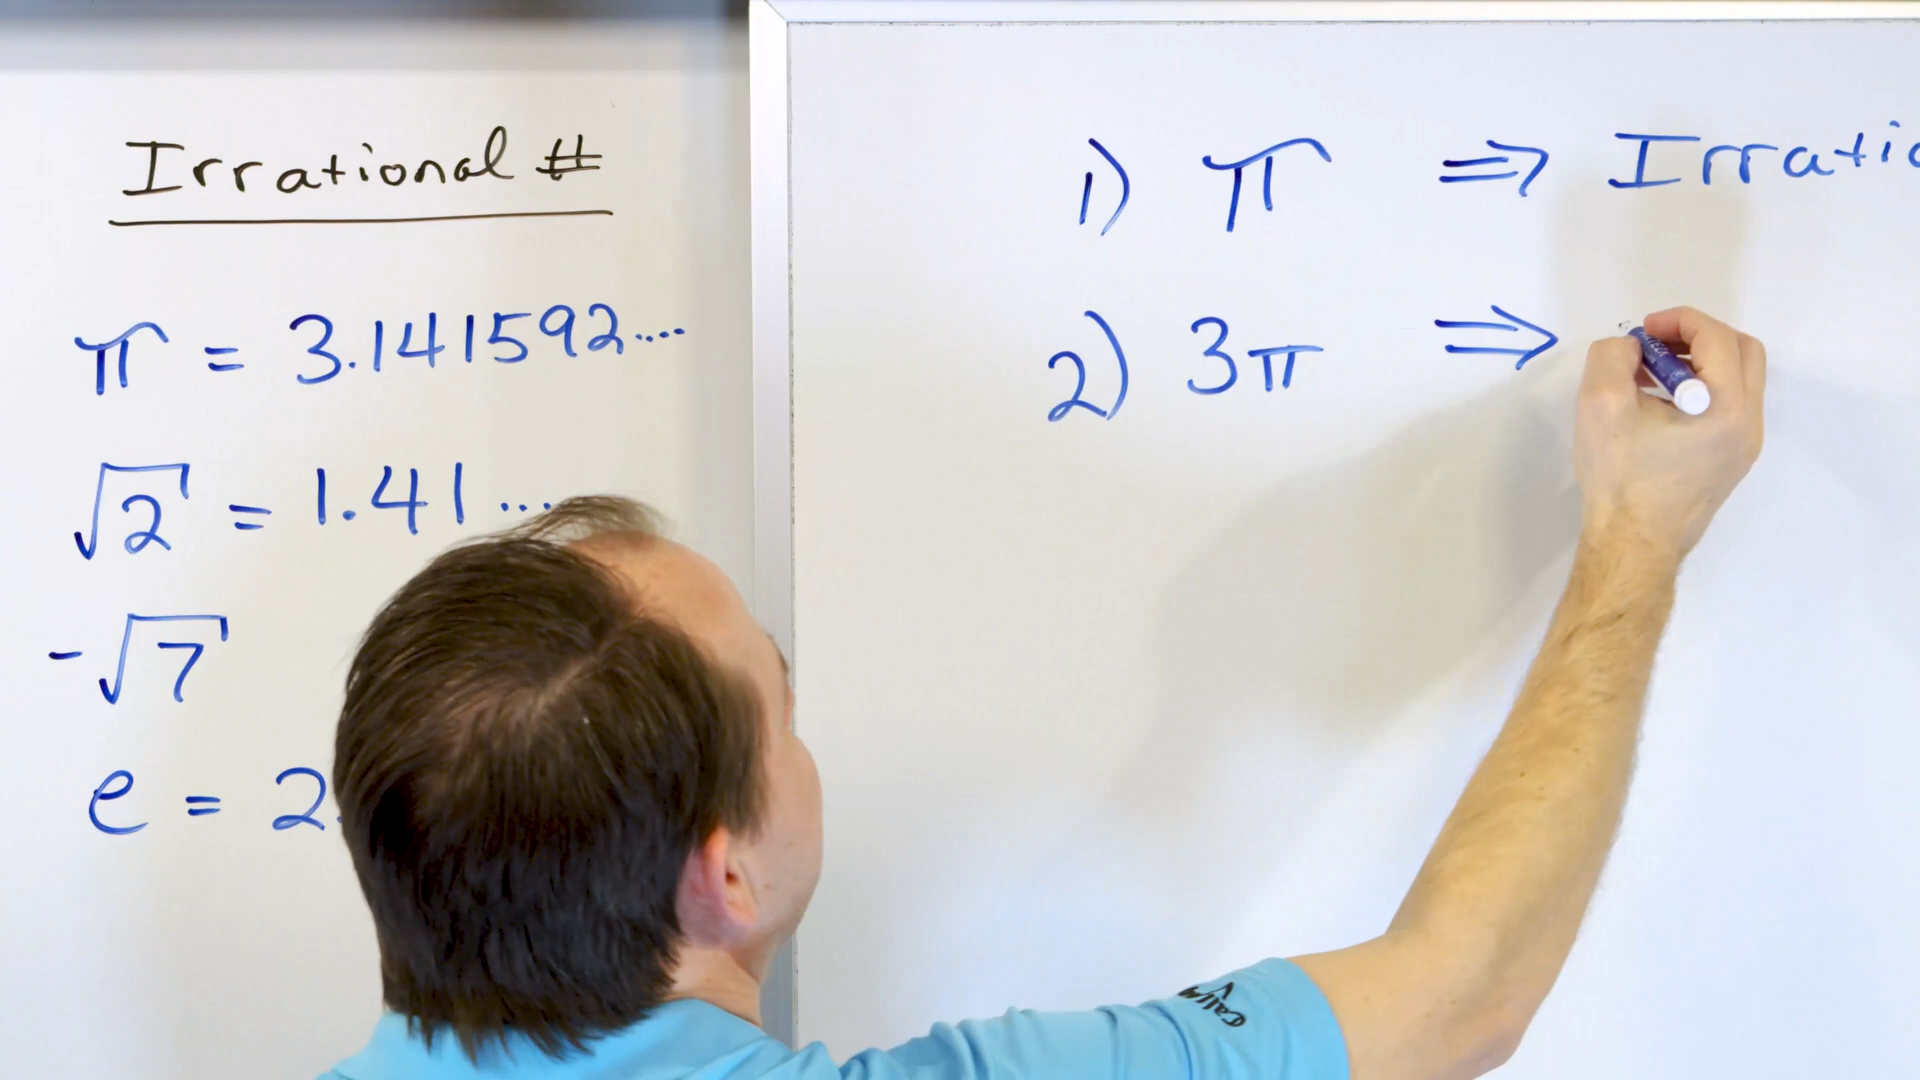 Irrational #
π = 3.141592....
√2 = 1.41...
-√7
e = 2.
1) π ⇒ Irratio
2) 3π ⇒